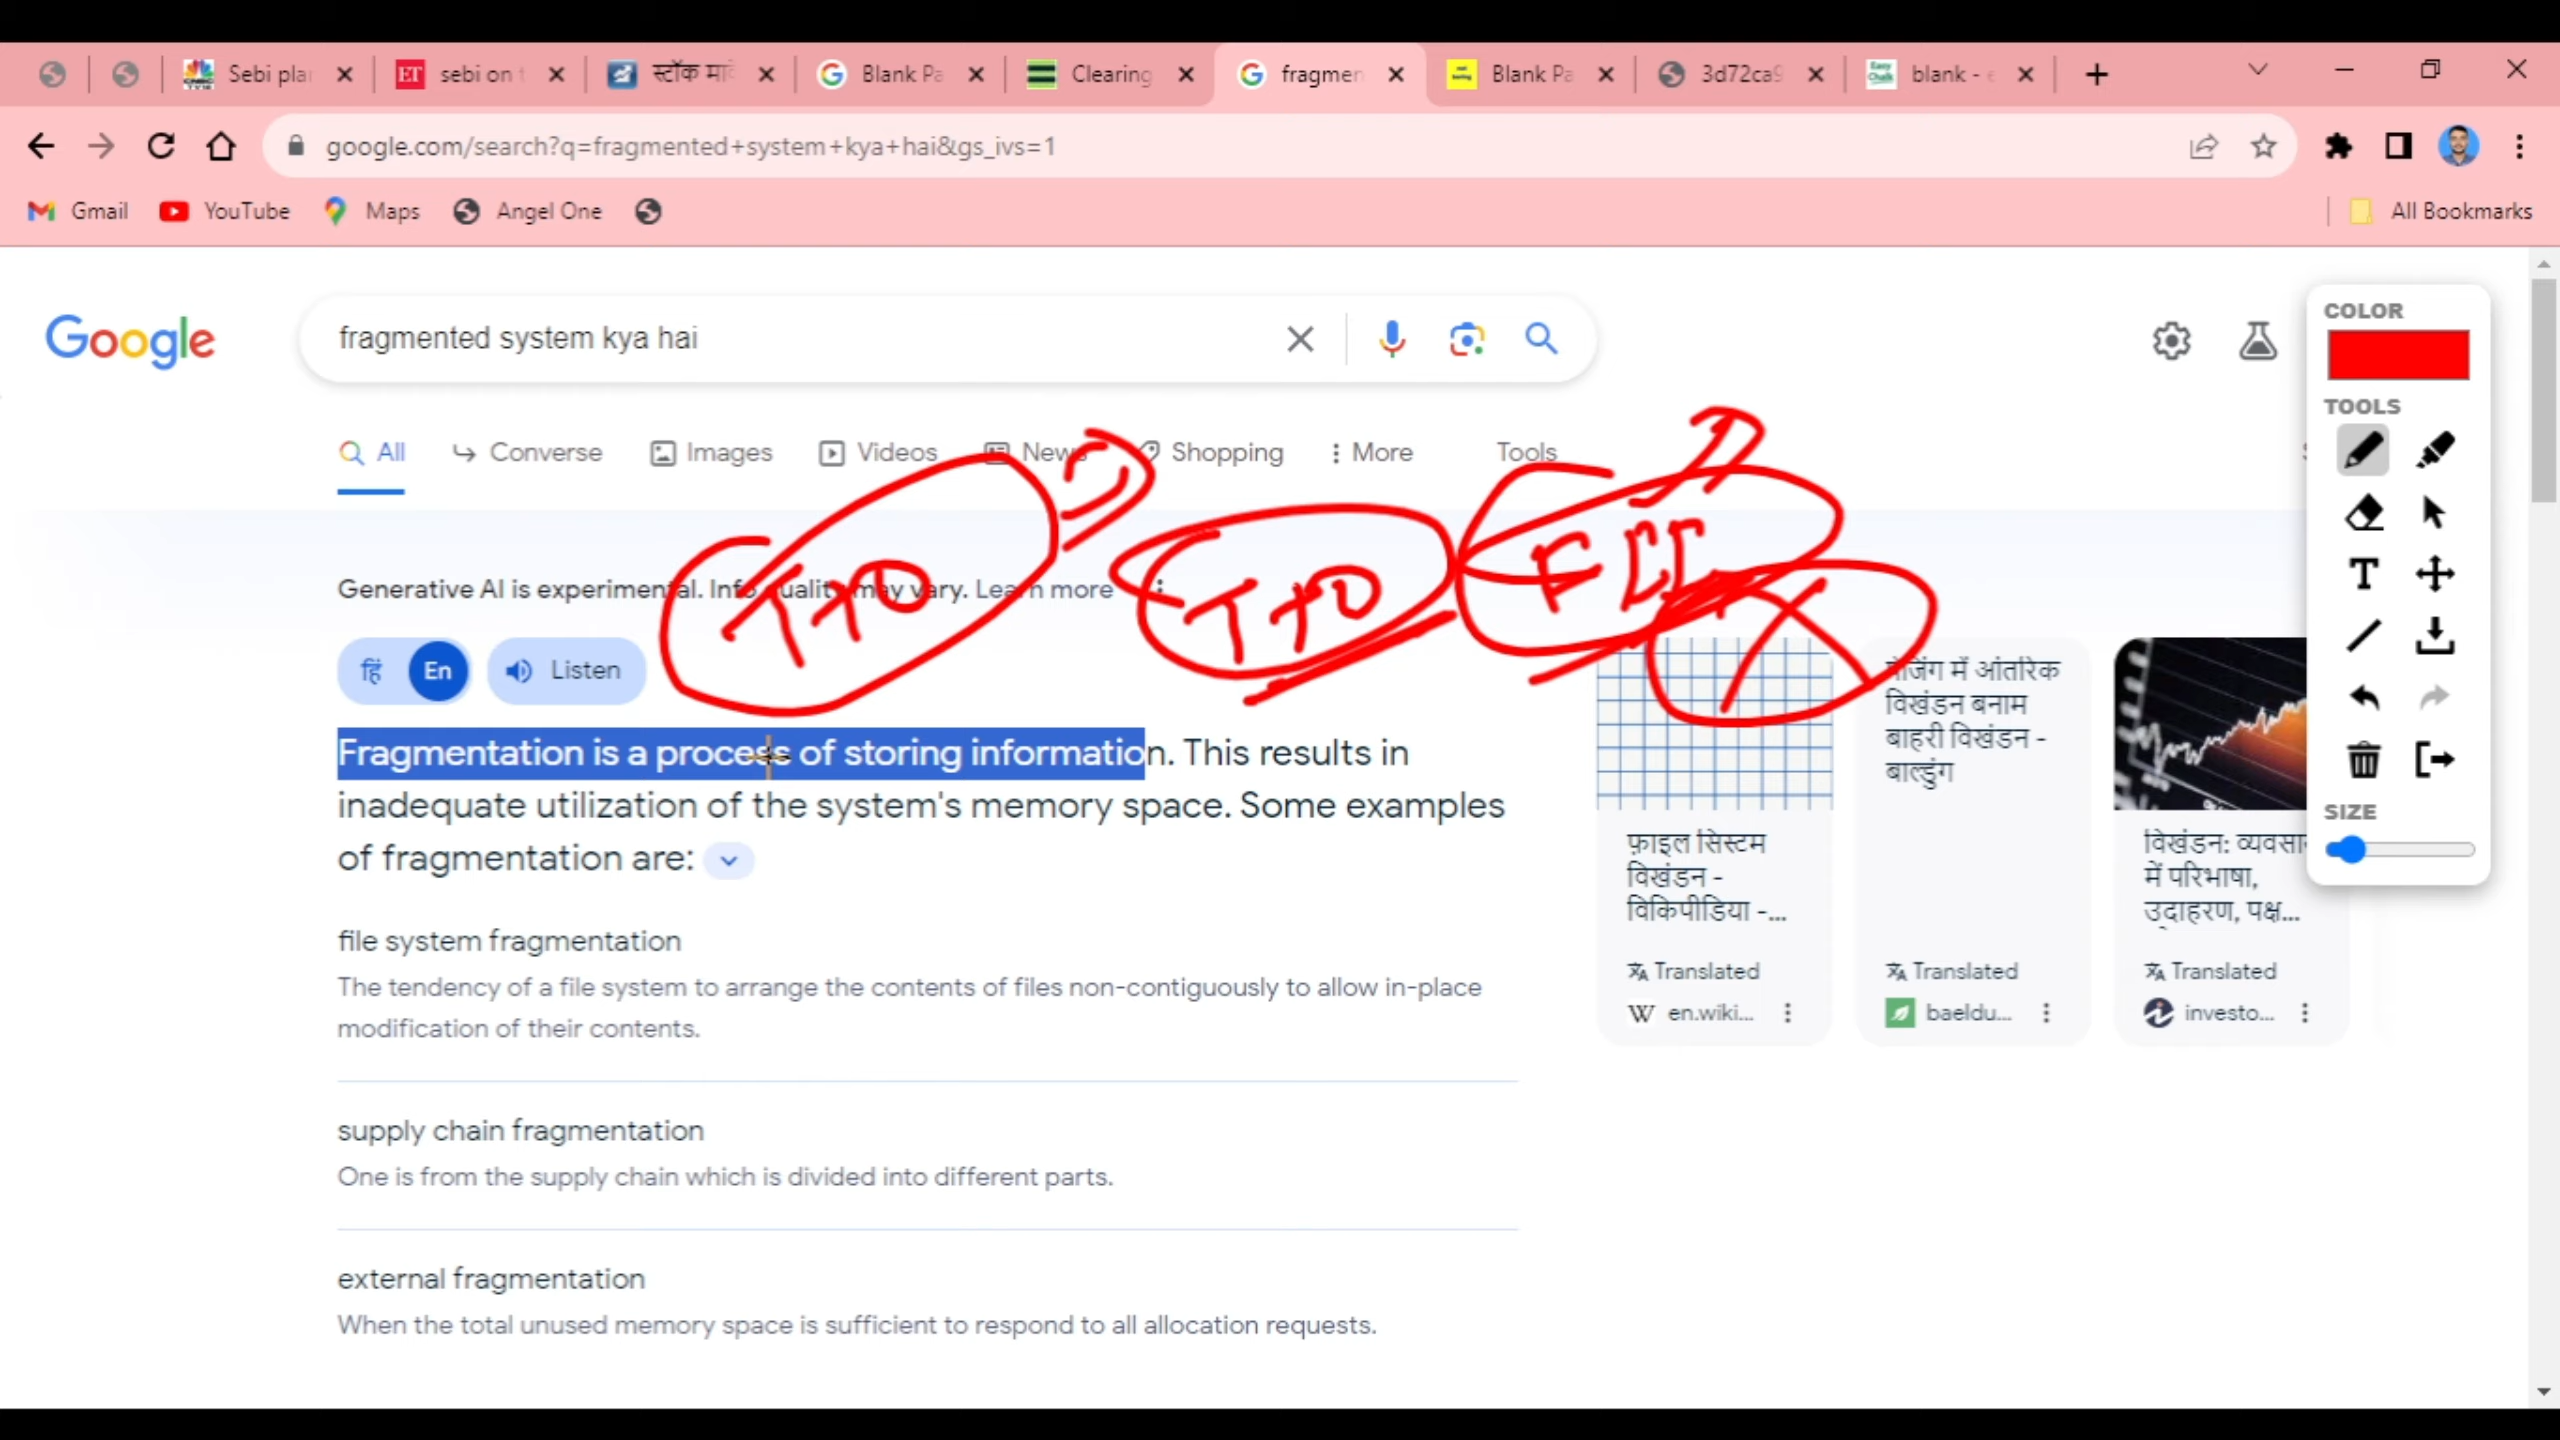 Sebi pla
sebi on t
स्टॉक मा
Blank Pa
Clearing
fragmen
Blank Pa
3d72ca9
blank - e
google.com/search?q=fragmented+system+kya+hai&gs_ivs=1
Gmail
YouTube
Maps
Angel One
All Bookmarks
Google
fragmented system kya hai
COLOR
TOOLS
SIZE
All
Converse
Images
Videos
News
Shopping
More
Tools
T+0
T+0
FII
X
Generative AI is experimental. Info quality may vary. Learn more
हिं
En
Listen
Fragmentation is a process of storing information. This results in
inadequate utilization of the system's memory space. Some examples
of fragmentation are:
file system fragmentation
The tendency of a file system to arrange the contents of files non-contiguously to allow in-place
modification of their contents.
supply chain fragmentation
One is from the supply chain which is divided into different parts.
external fragmentation
When the total unused memory space is sufficient to respond to all allocation requests.
फ़ाइल सिस्टम
विखंडन -
विकिपीडिया -...
Translated
en.wiki...
पेजिंग में आंतरिक
विखंडन बनाम
बाहरी विखंडन -
बाल्डुंग
Translated
baeldu...
विखंडन: व्यवसा
में परिभाषा,
उदाहरण, पक्ष...
Translated
investo...